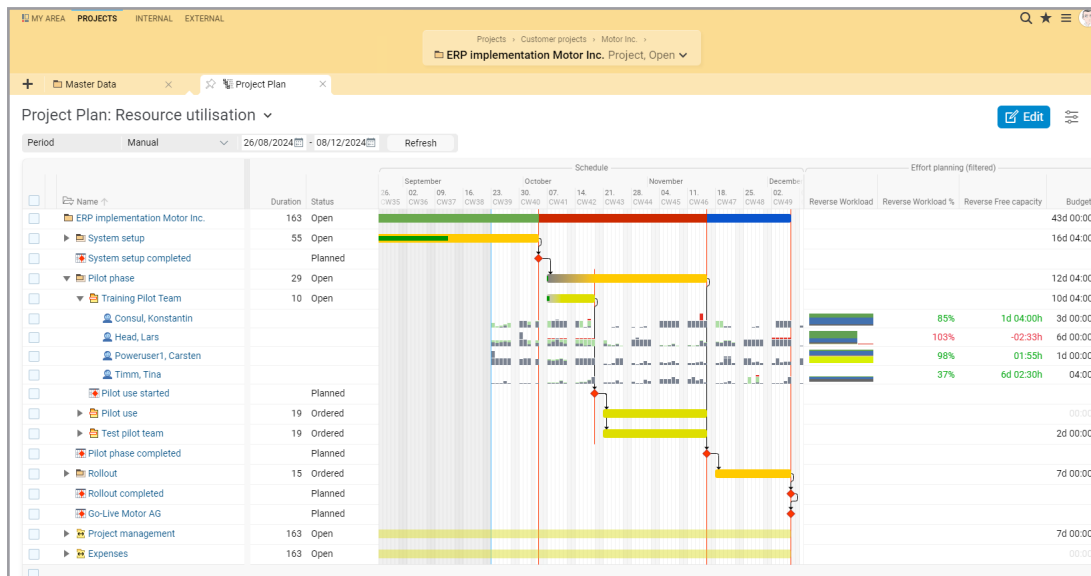 MY AREA PROJECTS INTERNAL EXTERNAL
Projects › Customer projects › Motor Inc. ›
ERP implementation Motor Inc. Project, Open
Master Data × Project Plan ×
Project Plan: Resource utilisation
Edit
Period Manual 26/08/2024 - 08/12/2024 Refresh
Schedule Effort planning (filtered)
September October November December
26. 02. 09. 16. 23. 30. 07. 14. 21. 28. 04. 11. 18. 25. 02.
Name Duration Status CW35 CW36 CW37 CW38 CW39 CW40 CW41 CW42 CW43 CW44 CW45 CW46 CW47 CW48 CW49 Reverse Workload Reverse Workload % Reverse Free capacity Budget
ERP implementation Motor Inc. 163 Open 43d 00:00
System setup 55 Open 16d 04:00
System setup completed Planned
Pilot phase 29 Open 12d 04:00
Training Pilot Team 10 Open 10d 04:00
Consul, Konstantin 85% 1d 04:00h 3d 00:00
Head, Lars 103% -02:33h 6d 00:00
Poweruser1, Carsten 98% 01:55h 1d 00:00
Timm, Tina 37% 6d 02:30h 04:00
Pilot use started Planned
Pilot use 19 Ordered 00:00
Test pilot team 19 Ordered 2d 00:00
Pilot phase completed Planned
Rollout 15 Ordered 7d 00:00
Rollout completed Planned
Go-Live Motor AG Planned
Project management 163 Open 7d 00:00
Expenses 163 Open 00:00